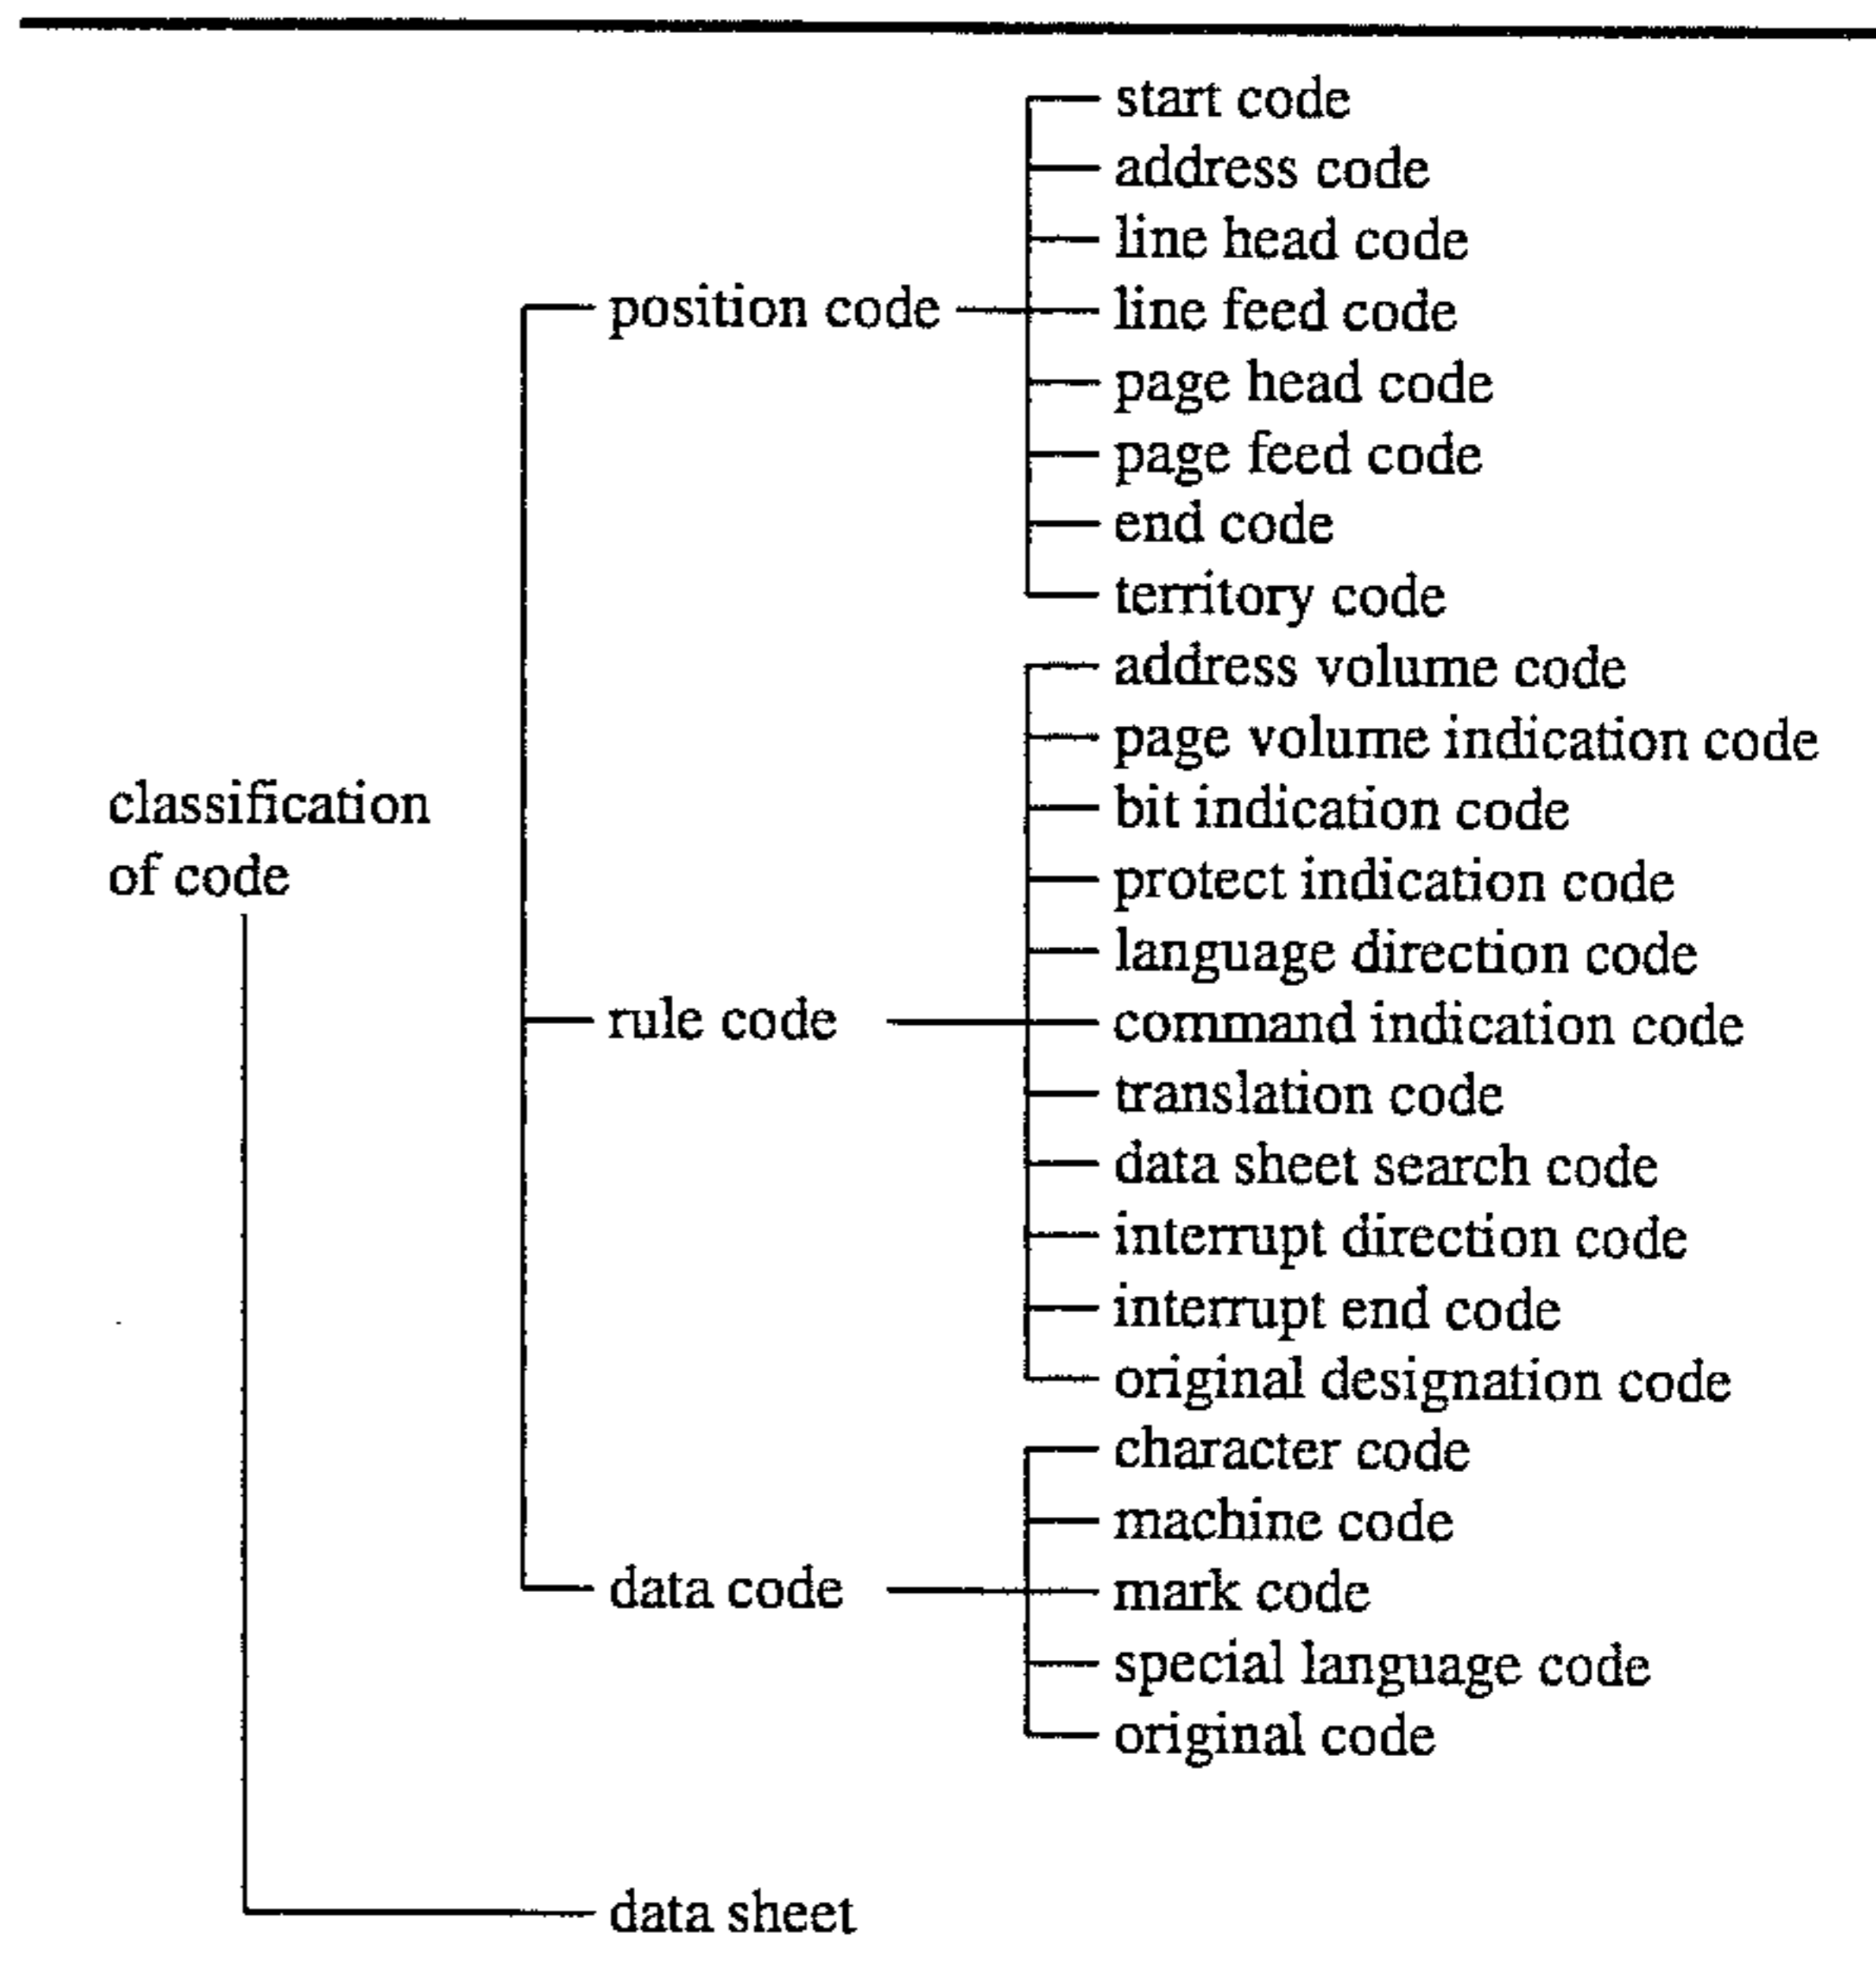 start code
address code
line head code
position code
line feed code
page head code
page feed code
end code
territory code
address volume code
page volume indication code
classification
of code
bit indication code
protect indication code
language direction code
rule code
command indication code
translation code
data sheet search code
interrupt direction code
interrupt end code
original designation code
character code
machine code
data code
mark code
special language code
original code
data sheet